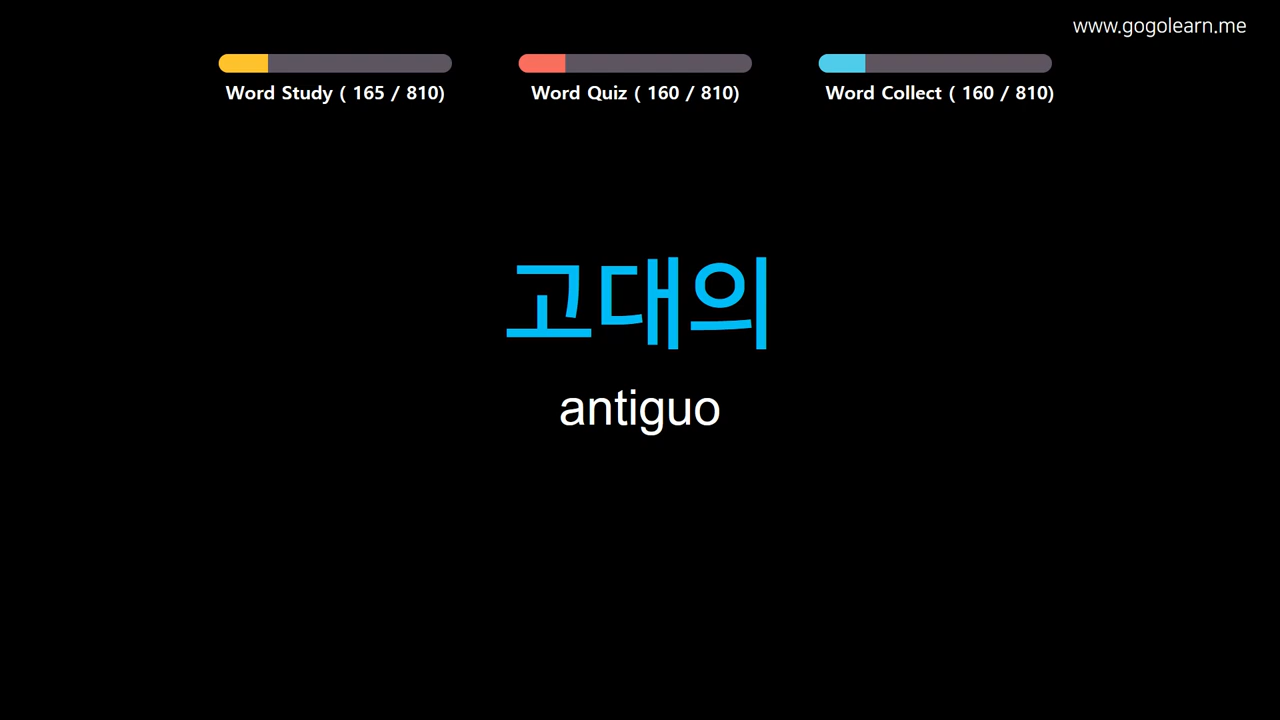 www.gogolearn.me
Word Study ( 165 / 810)
Word Quiz ( 160 / 810)
Word Collect ( 160 / 810)
고대의
antiguo